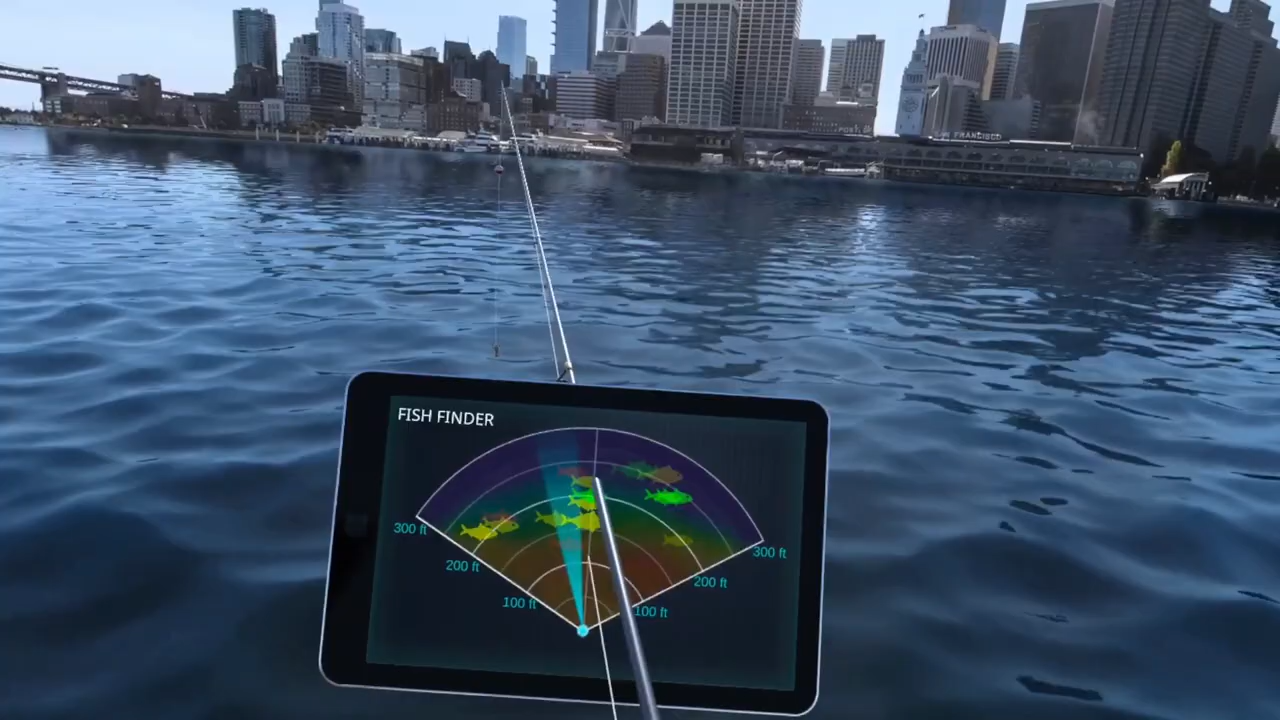 SAN FRANCISCO
FISH FINDER
300 ft
300 ft
200 ft
200 ft
100 ft
100 ft